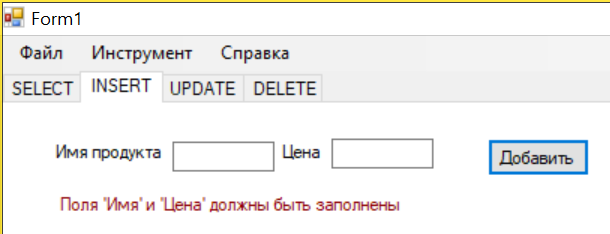 Form1
Файл Инструмент Справка
SELECT INSERT UPDATE DELETE
Имя продукта Цена Добавить
Поля 'Имя' и 'Цена' должны быть заполнены